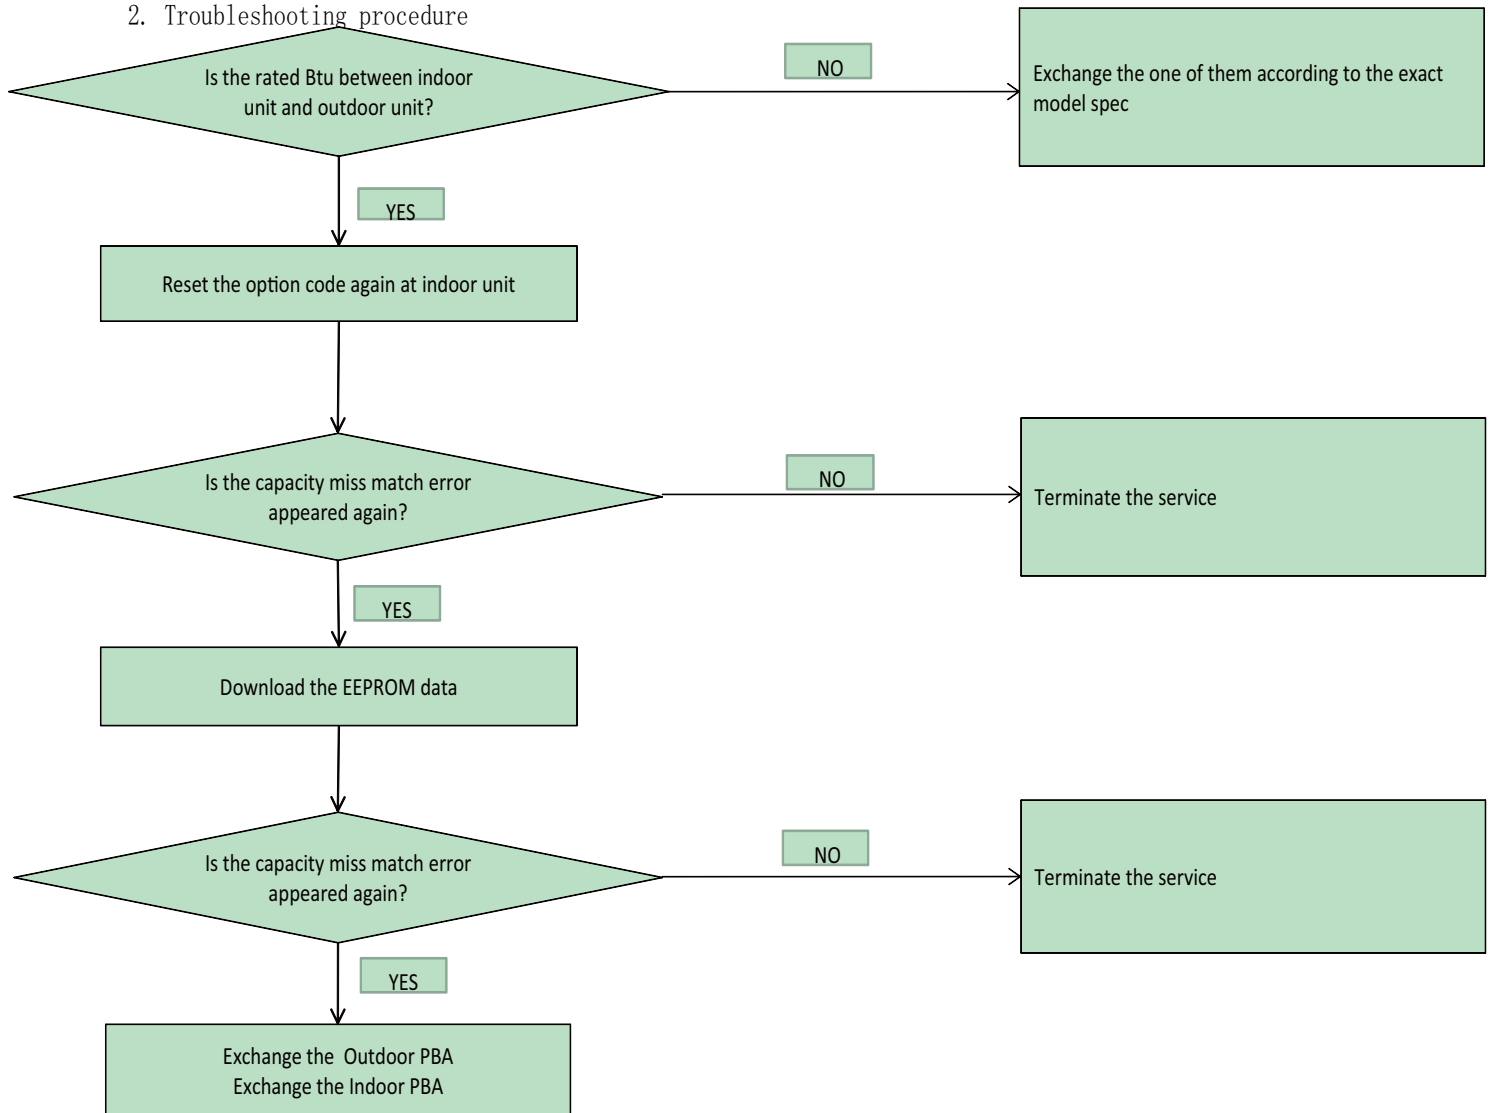 2. Troubleshooting procedure
Is the rated Btu between indoor
unit and outdoor unit?
NO
Exchange the one of them according to the exact
model spec
YES
Reset the option code again at indoor unit
Is the capacity miss match error
appeared again?
NO
Terminate the service
YES
Download the EEPROM data
Is the capacity miss match error
appeared again?
NO
Terminate the service
YES
Exchange the  Outdoor PBA
Exchange the Indoor PBA